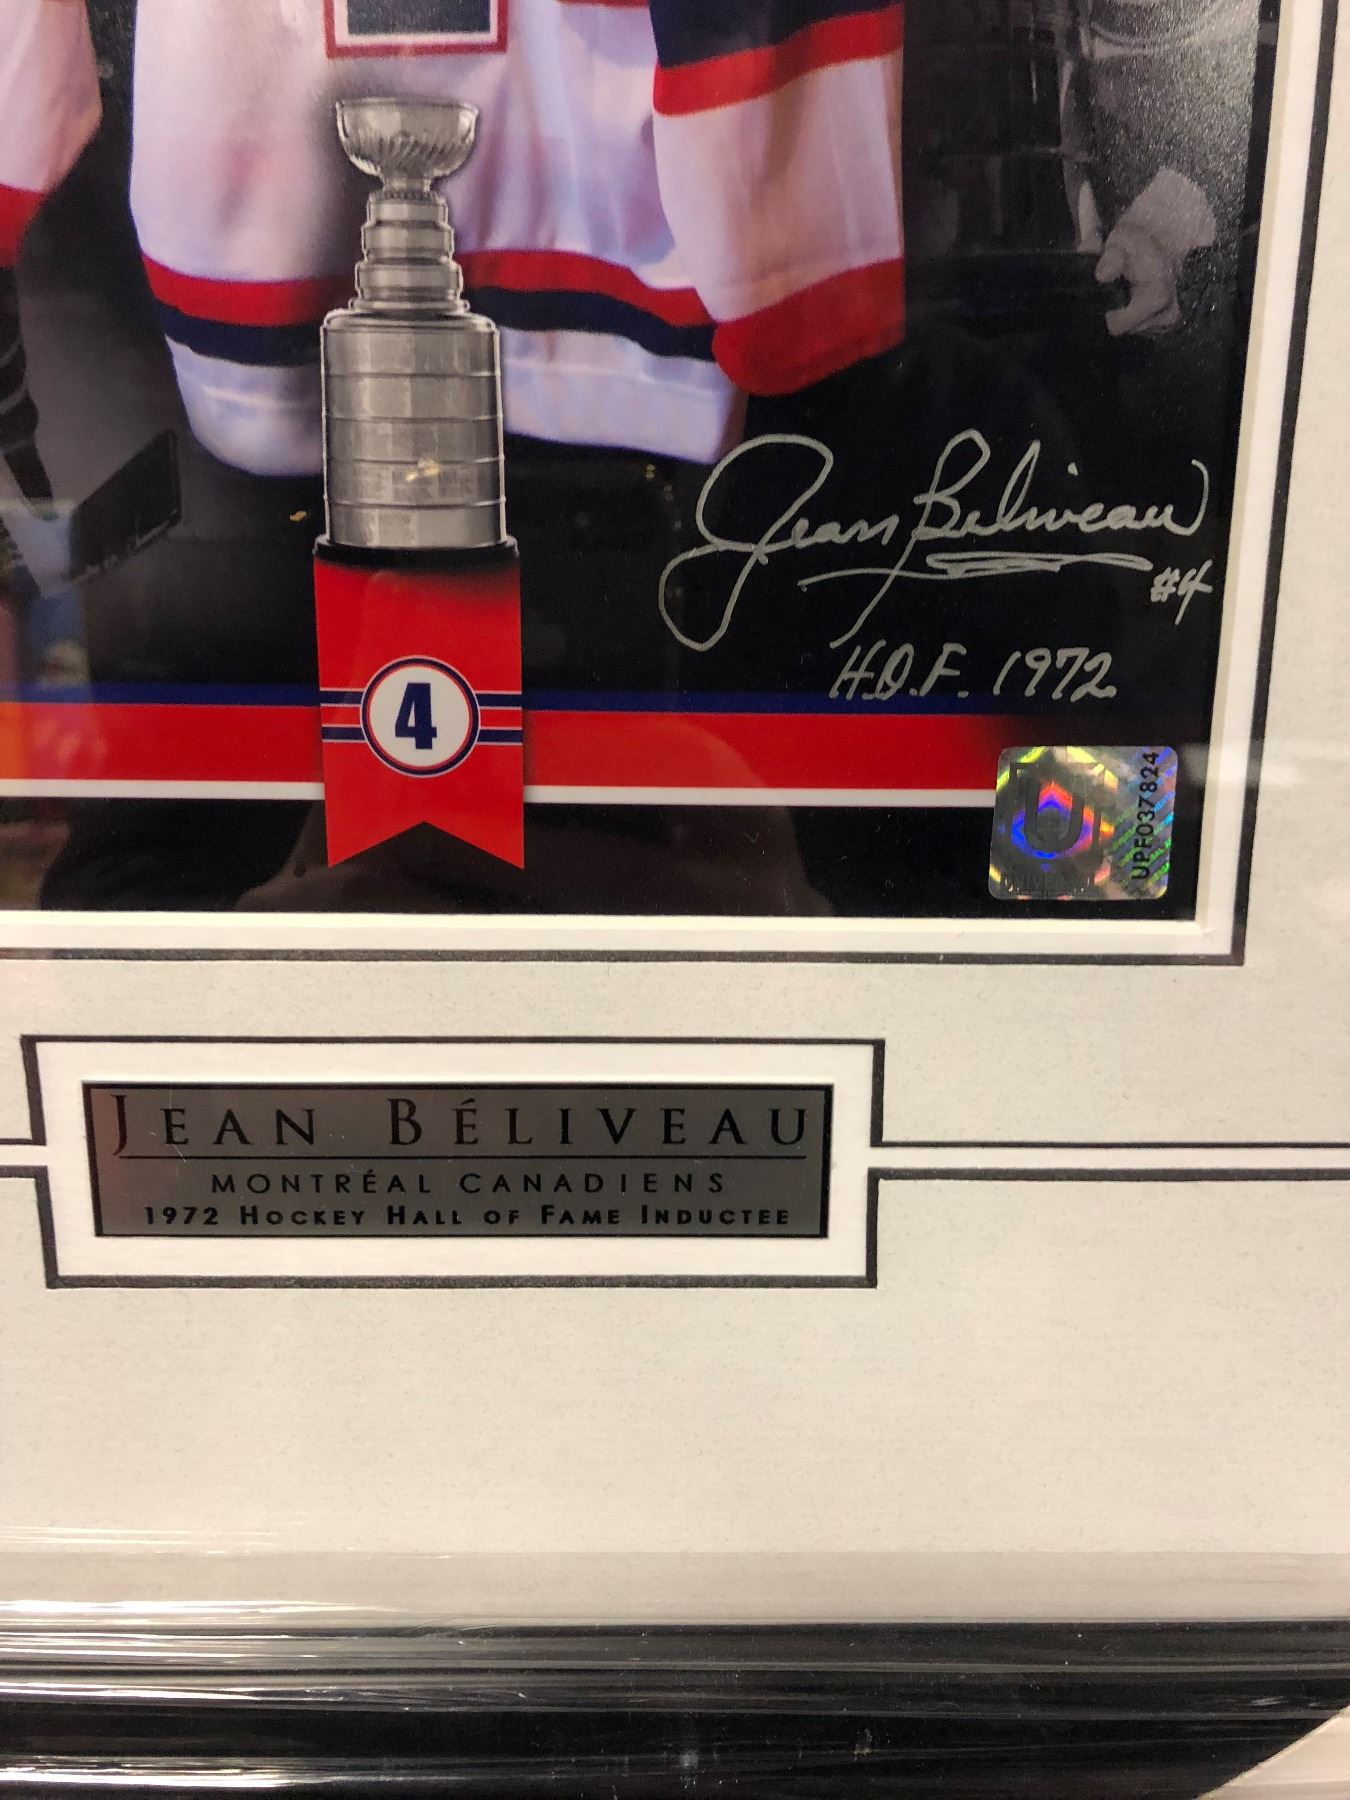 Jean Beliveau
#4
H.O.F. 1972
4
U
UPF037824
JEAN BÉLIVEAU
MONTRÉAL CANADIENS
1972 HOCKEY HALL OF FAME INDUCTEE